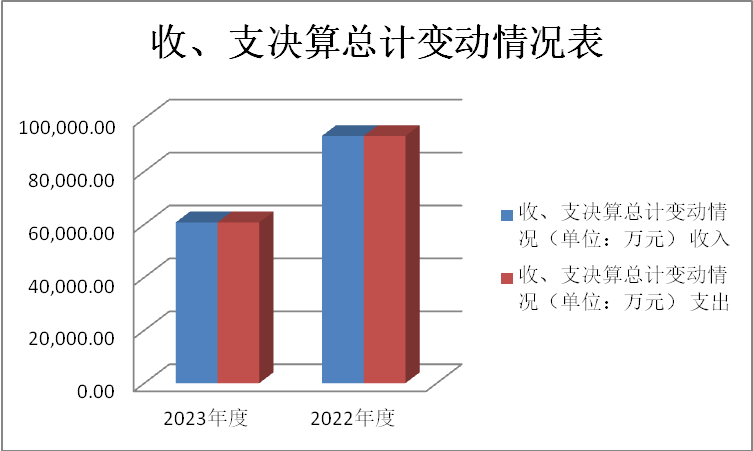 收、支决算总计变动情况表
100,000.00
80,000.00
60,000.00
40,000.00
20,000.00
0.00
2023年度
2022年度
收、支决算总计变动情
况（单位：万元） 收入
收、支决算总计变动情
况（单位：万元） 支出